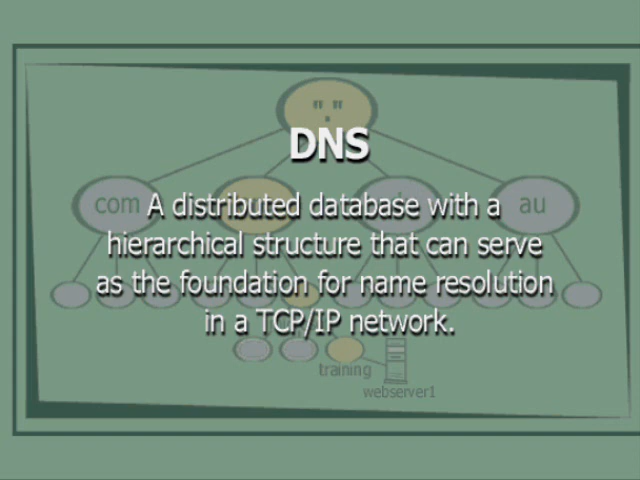 "."
DNS
com
au
A distributed database with a
hierarchical structure that can serve
as the foundation for name resolution
in a TCP/IP network.
training
webserver1